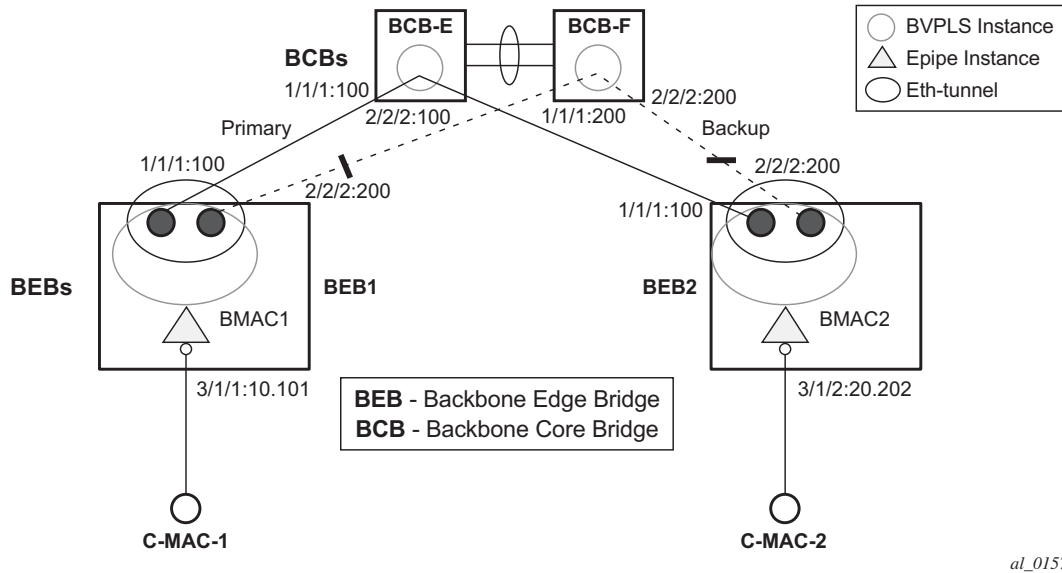 BCB-E
BCB-F
BCBs
BVPLS Instance
Epipe Instance
Eth-tunnel
1/1/1:100
2/2/2:100
1/1/1:200
2/2/2:200
Primary
Backup
1/1/1:100
2/2/2:200
2/2/2:200
1/1/1:100
BEBs
BEB1
BEB2
BMAC1
BMAC2
3/1/1:10.101
3/1/2:20.202
BEB - Backbone Edge Bridge
BCB - Backbone Core Bridge
C-MAC-1
C-MAC-2